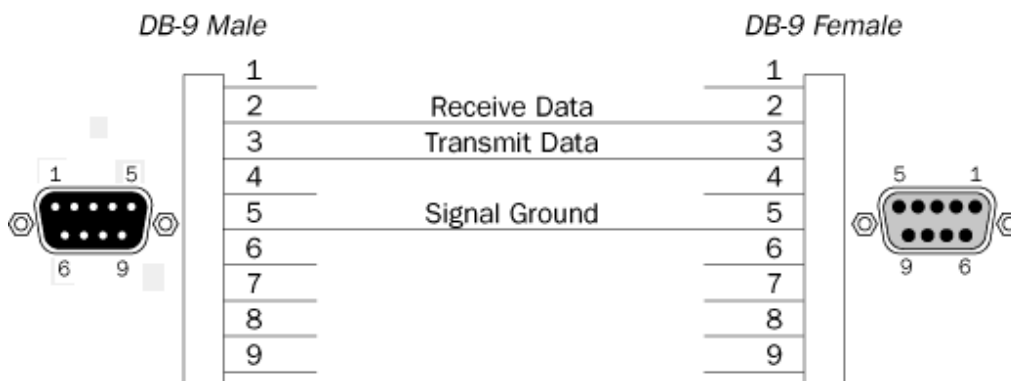 DB-9 Male DB-9 Female
1 1
2 Receive Data 2
3 Transmit Data 3
4 4
5 Signal Ground 5
6 6
7 7
8 8
9 9
1 5
6 9
5 1
9 6